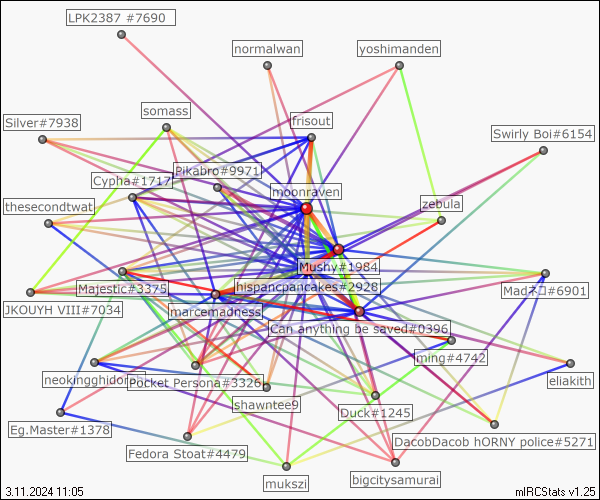 LPK2387 #7690
normalwan
yoshimanden
somass
Silver#7938
frisout
Swirly Boi#6154
Pikabro#9971
Cypha#1717
moonraven
thesecondtwat
zebula
Mushy#1984
Majestic#3375
hispancpancakes#2928
Madネロ#6901
JKOUYH VIII#7034
marcemadness
Can anything be saved#0396
ming#4742
neokingghidor
Pocket Persona#3326
eliakith
shawntee9
Duck#1245
Eg.Master#1378
DacobDacob hORNY police#5271
Fedora Stoat#4479
mukszi
bigcitysamurai
3.11.2024 11:05
mIRCStats v1.25